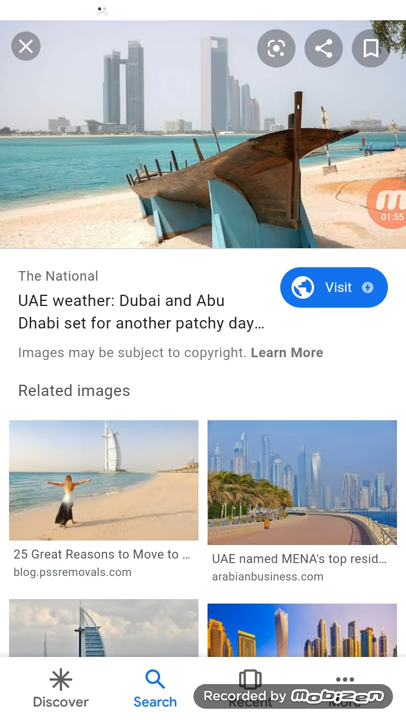 01:55
The National
UAE weather: Dubai and Abu
Dhabi set for another patchy day...
Visit
Images may be subject to copyright. Learn More
Related images
25 Great Reasons to Move to ...
blog.pssremovals.com
UAE named MENA's top resid...
arabianbusiness.com
Discover
Search
Recent
More
Recorded by mobizen